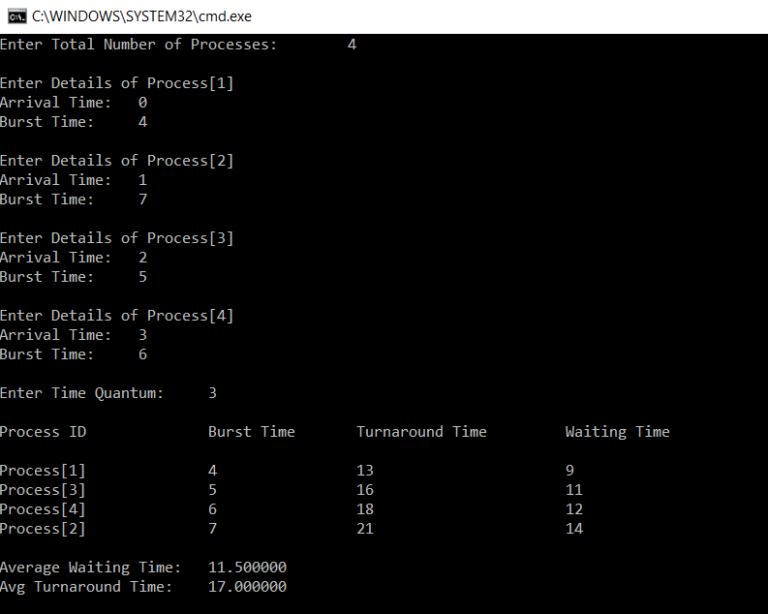 C:\WINDOWS\SYSTEM32\cmd.exe
Enter Total Number of Processes: 4
Enter Details of Process[1]
Arrival Time: 0
Burst Time: 4
Enter Details of Process[2]
Arrival Time: 1
Burst Time: 7
Enter Details of Process[3]
Arrival Time: 2
Burst Time: 5
Enter Details of Process[4]
Arrival Time: 3
Burst Time: 6
Enter Time Quantum: 3
Process ID Burst Time Turnaround Time Waiting Time
Process[1] 4 13 9
Process[3] 5 16 11
Process[4] 6 18 12
Process[2] 7 21 14
Average Waiting Time: 11.500000
Avg Turnaround Time: 17.000000